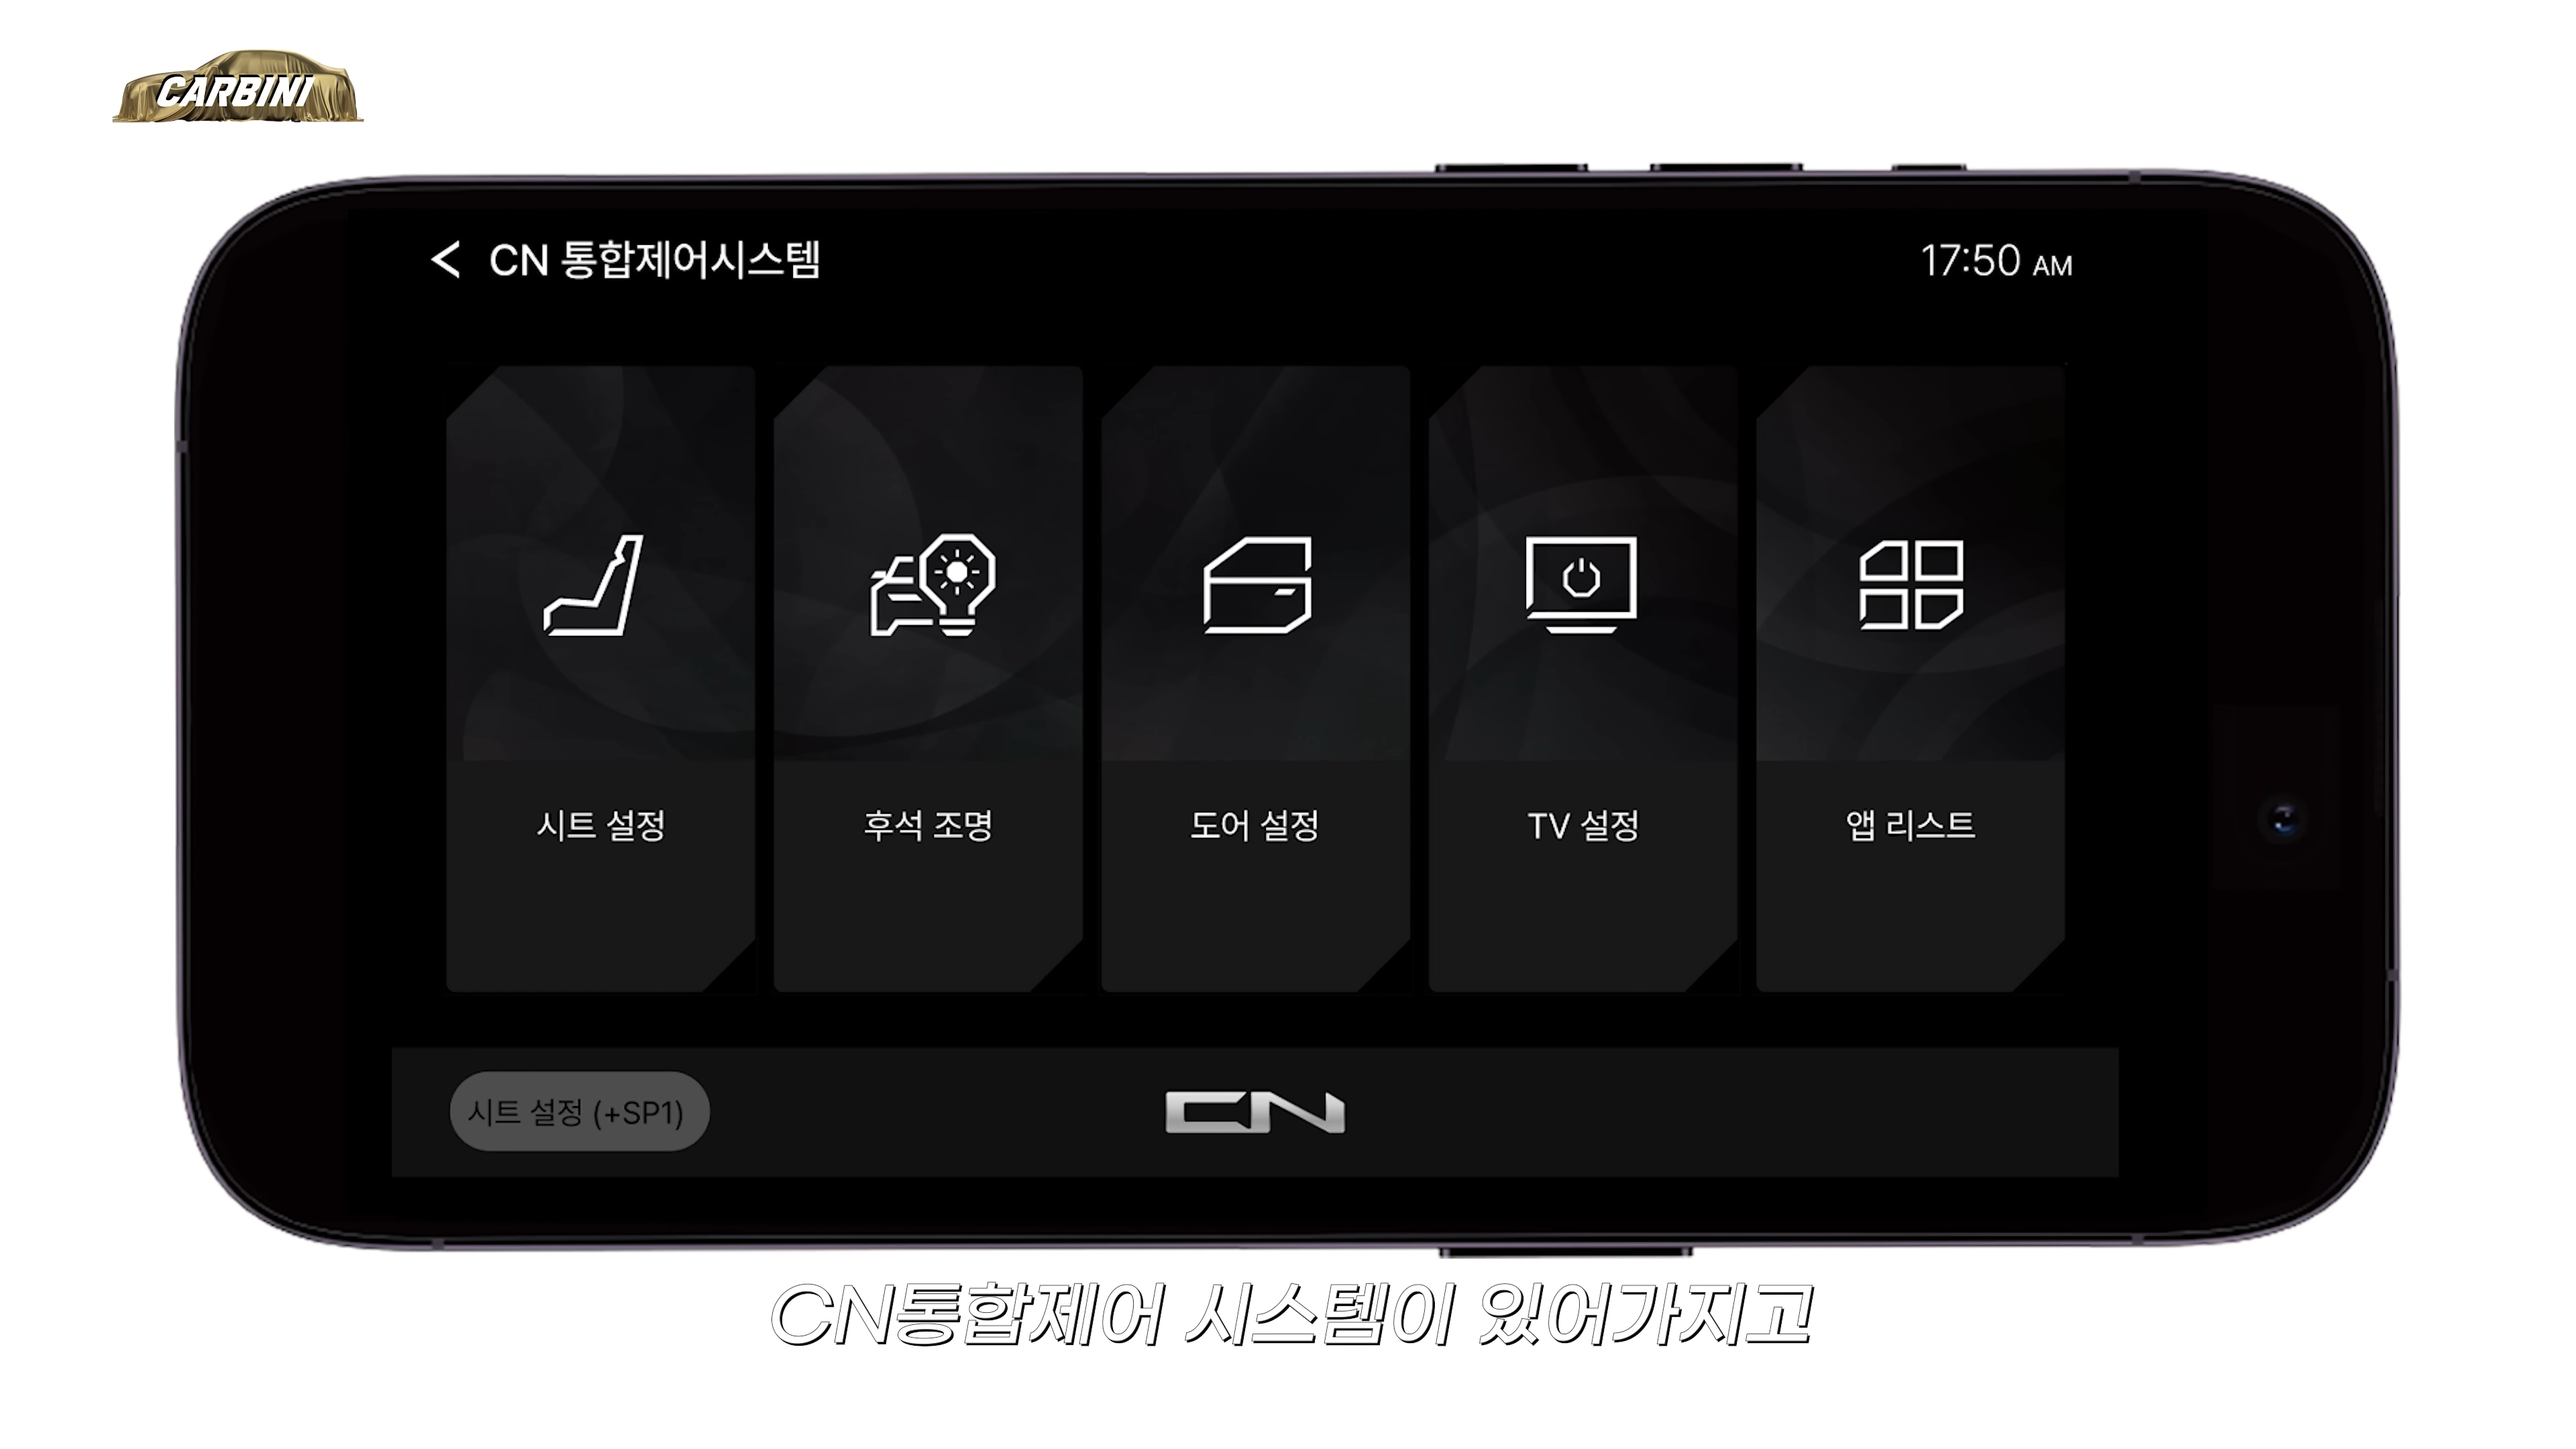 CARBINI
CN 통합제어시스템
17:50 AM
시트 설정
후석 조명
도어 설정
TV 설정
앱 리스트
시트 설정 (+SP1)
CN
CN통합제어 시스템이 있어가지고